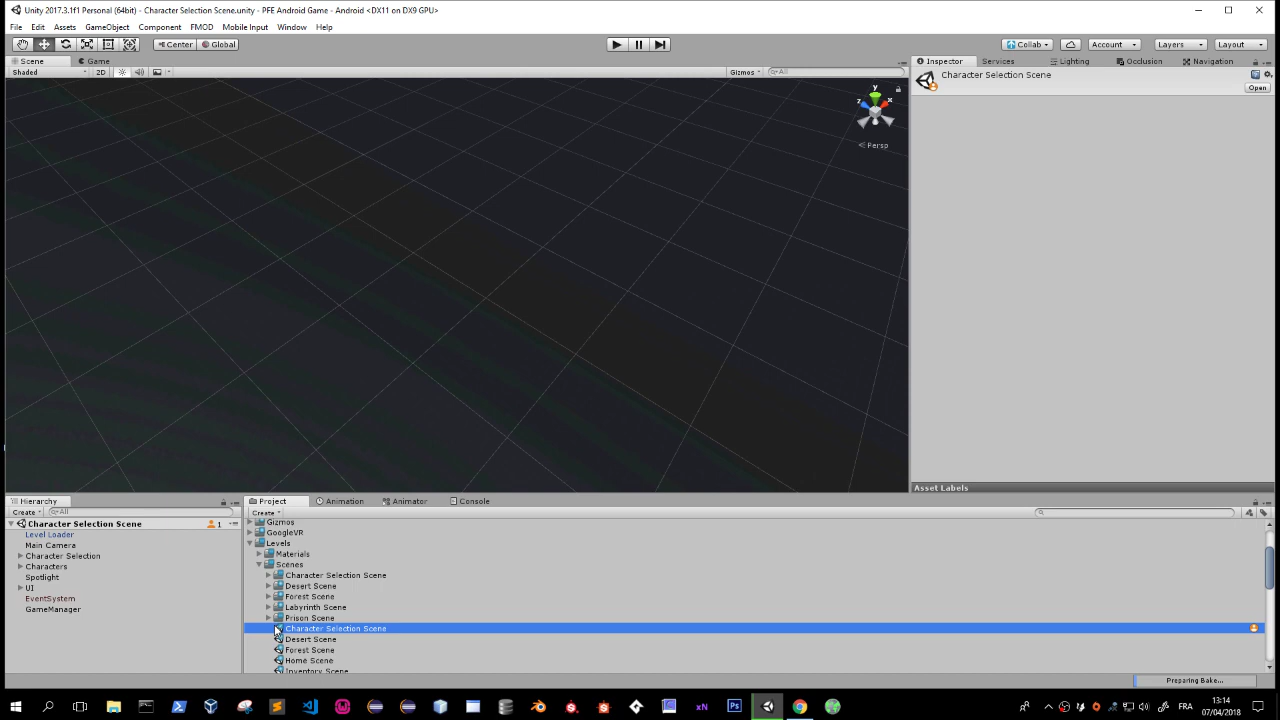 Unity 2017.3.1f1 Personal (64bit) - Character Selection Scene.unity - PFE Android Game - Android <DX11 on DX9 GPU>
File Edit Assets GameObject Component FMOD Mobile Input Window Help
Center Global Collab Account Layers Layout
Scene Game Inspector Services Lighting Occlusion Navigation
Shaded 2D Gizmos All
Character Selection Scene
Open
y
z x
Persp
Asset Labels
Hierarchy Project Animation Animator Console
Create All Create
Character Selection Scene 1
Level Loader
Main Camera
Character Selection
Characters
Spotlight
UI
EventSystem
GameManager
Gizmos
GoogleVR
Levels
Materials
Scenes
Character Selection Scene
Desert Scene
Forest Scene
Labyrinth Scene
Prison Scene
Character Selection Scene
Desert Scene
Forest Scene
Home Scene
Inventory Scene
Preparing Bake...
xN Ps FRA
13:14
07/04/2018